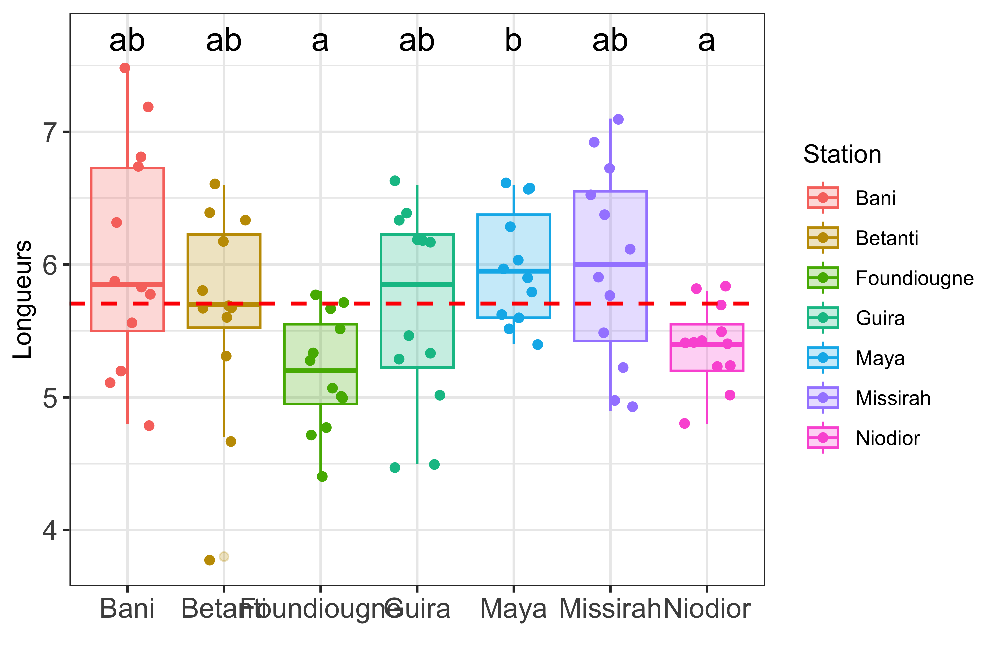 ab ab a ab b ab a
7
6
5
4
Longueurs
Bani Betanti Foundiougne Guira Maya Missirah Niodior
Station
Bani
Betanti
Foundiougne
Guira
Maya
Missirah
Niodior